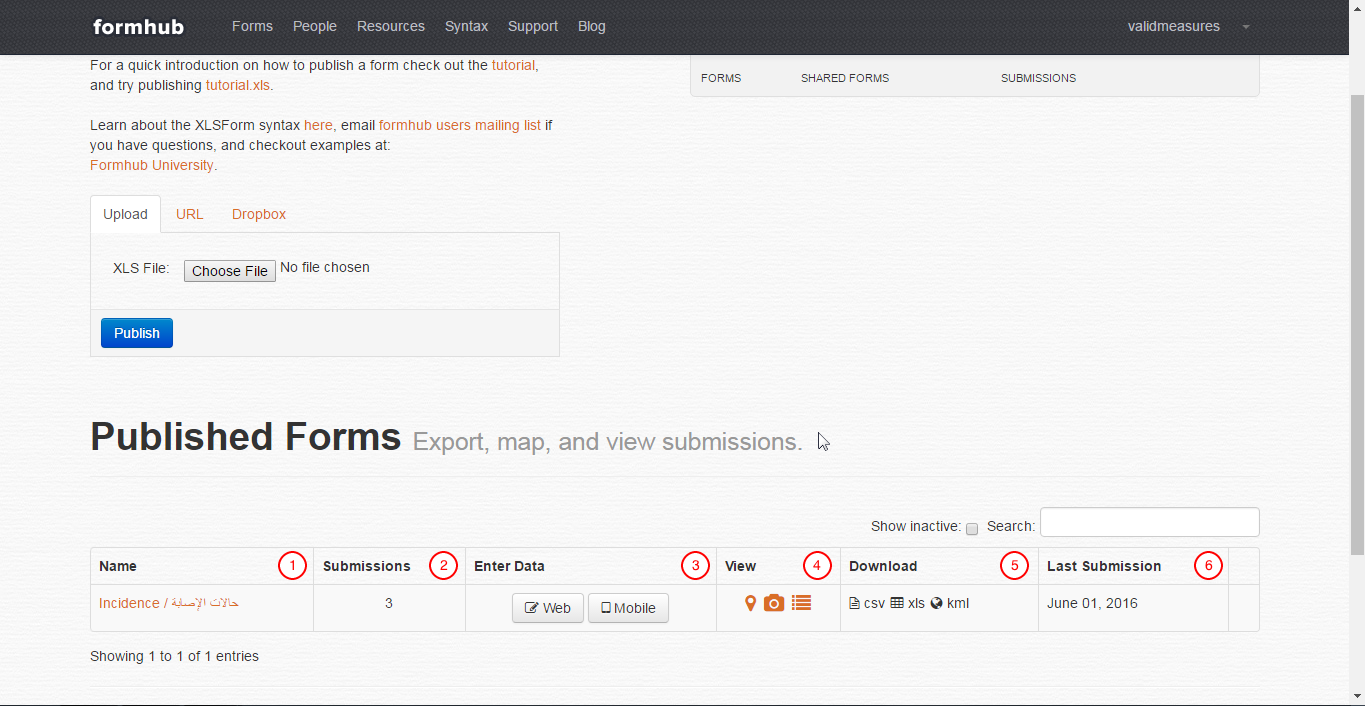 formhub Forms People Resources Syntax Support Blog validmeasures
For a quick introduction on how to publish a form check out the tutorial,
and try publishing tutorial.xls.
FORMS SHARED FORMS SUBMISSIONS
Learn about the XLSForm syntax here, email formhub users mailing list if
you have questions, and checkout examples at:
Formhub University.
Upload URL Dropbox
XLS File: Choose File No file chosen
Publish
Published Forms Export, map, and view submissions.
Show inactive: Search:
Name 1 Submissions 2 Enter Data 3 View 4 Download 5 Last Submission 6
Incidence / حالات الإصابة 3 Web Mobile csv xls kml June 01, 2016
Showing 1 to 1 of 1 entries